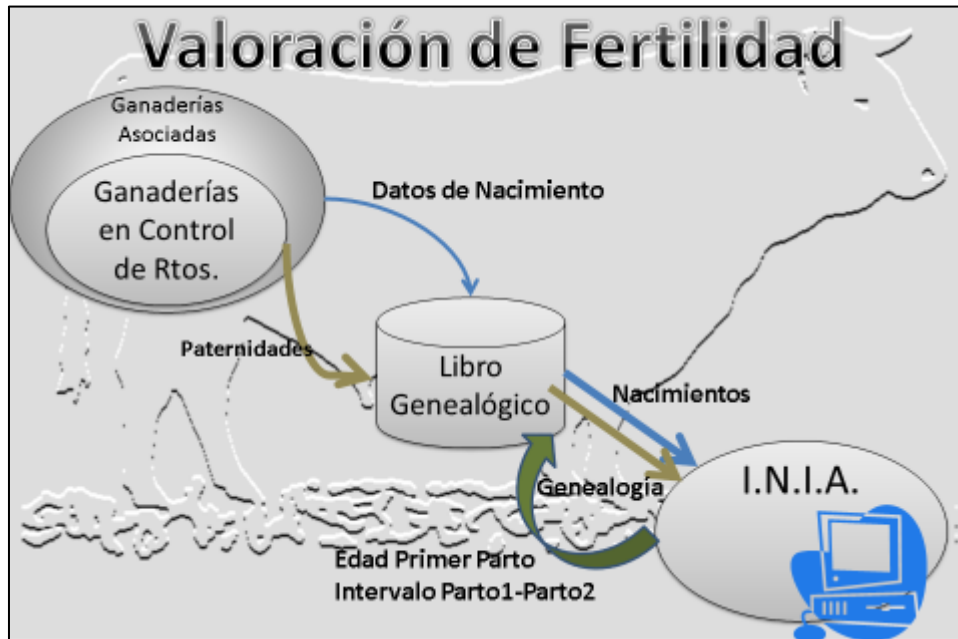 Valoración de Fertilidad
Ganaderías
Asociadas
Ganaderías
en Control
de Rtos.
Datos de Nacimiento
Paternidades
Libro
Genealógico
Nacimientos
Genealogía
I.N.I.A.
Edad Primer Parto
Intervalo Parto1-Parto2